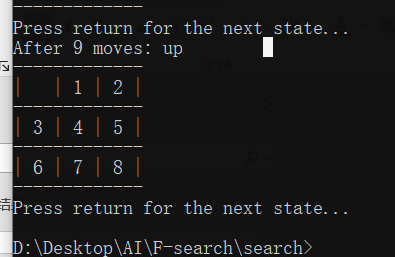 -------------
Press return for the next state...
After 9 moves: up
-------------
|   | 1 | 2 |
-------------
| 3 | 4 | 5 |
-------------
| 6 | 7 | 8 |
-------------
Press return for the next state...
D:\Desktop\AI\F-search\search>